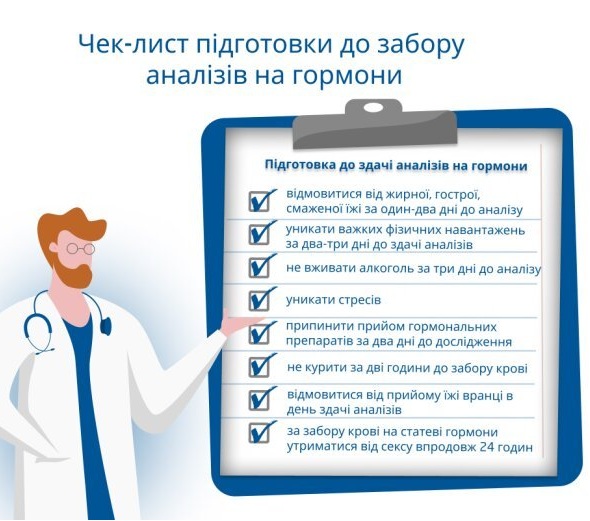 Чек-лист підготовки до забору
аналізів на гормони
Підготовка до здачі аналізів на гормони
відмовитися від жирної, гострої,
смаженої їжі за один-два дні до аналізу
уникати важких фізичних навантажень
за два-три дні до здачі аналізів
не вживати алкоголь за три дні до аналізу
уникати стресів
припинити прийом гормональних
препаратів за два дні до дослідження
не курити за дві години до забору крові
відмовитися від прийому їжі вранці в
день здачі аналізів
за забору крові на статеві гормони
утриматися від сексу впродовж 24 годин